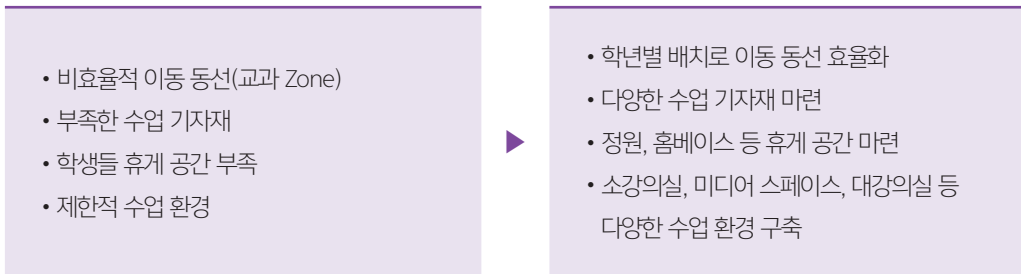 • 비효율적 이동 동선(교과 Zone)
• 부족한 수업 기자재
• 학생들 휴게 공간 부족
• 제한적 수업 환경
▶
• 학년별 배치로 이동 동선 효율화
• 다양한 수업 기자재 마련
• 정원, 홈베이스 등 휴게 공간 마련
• 소강의실, 미디어 스페이스, 대강의실 등
다양한 수업 환경 구축